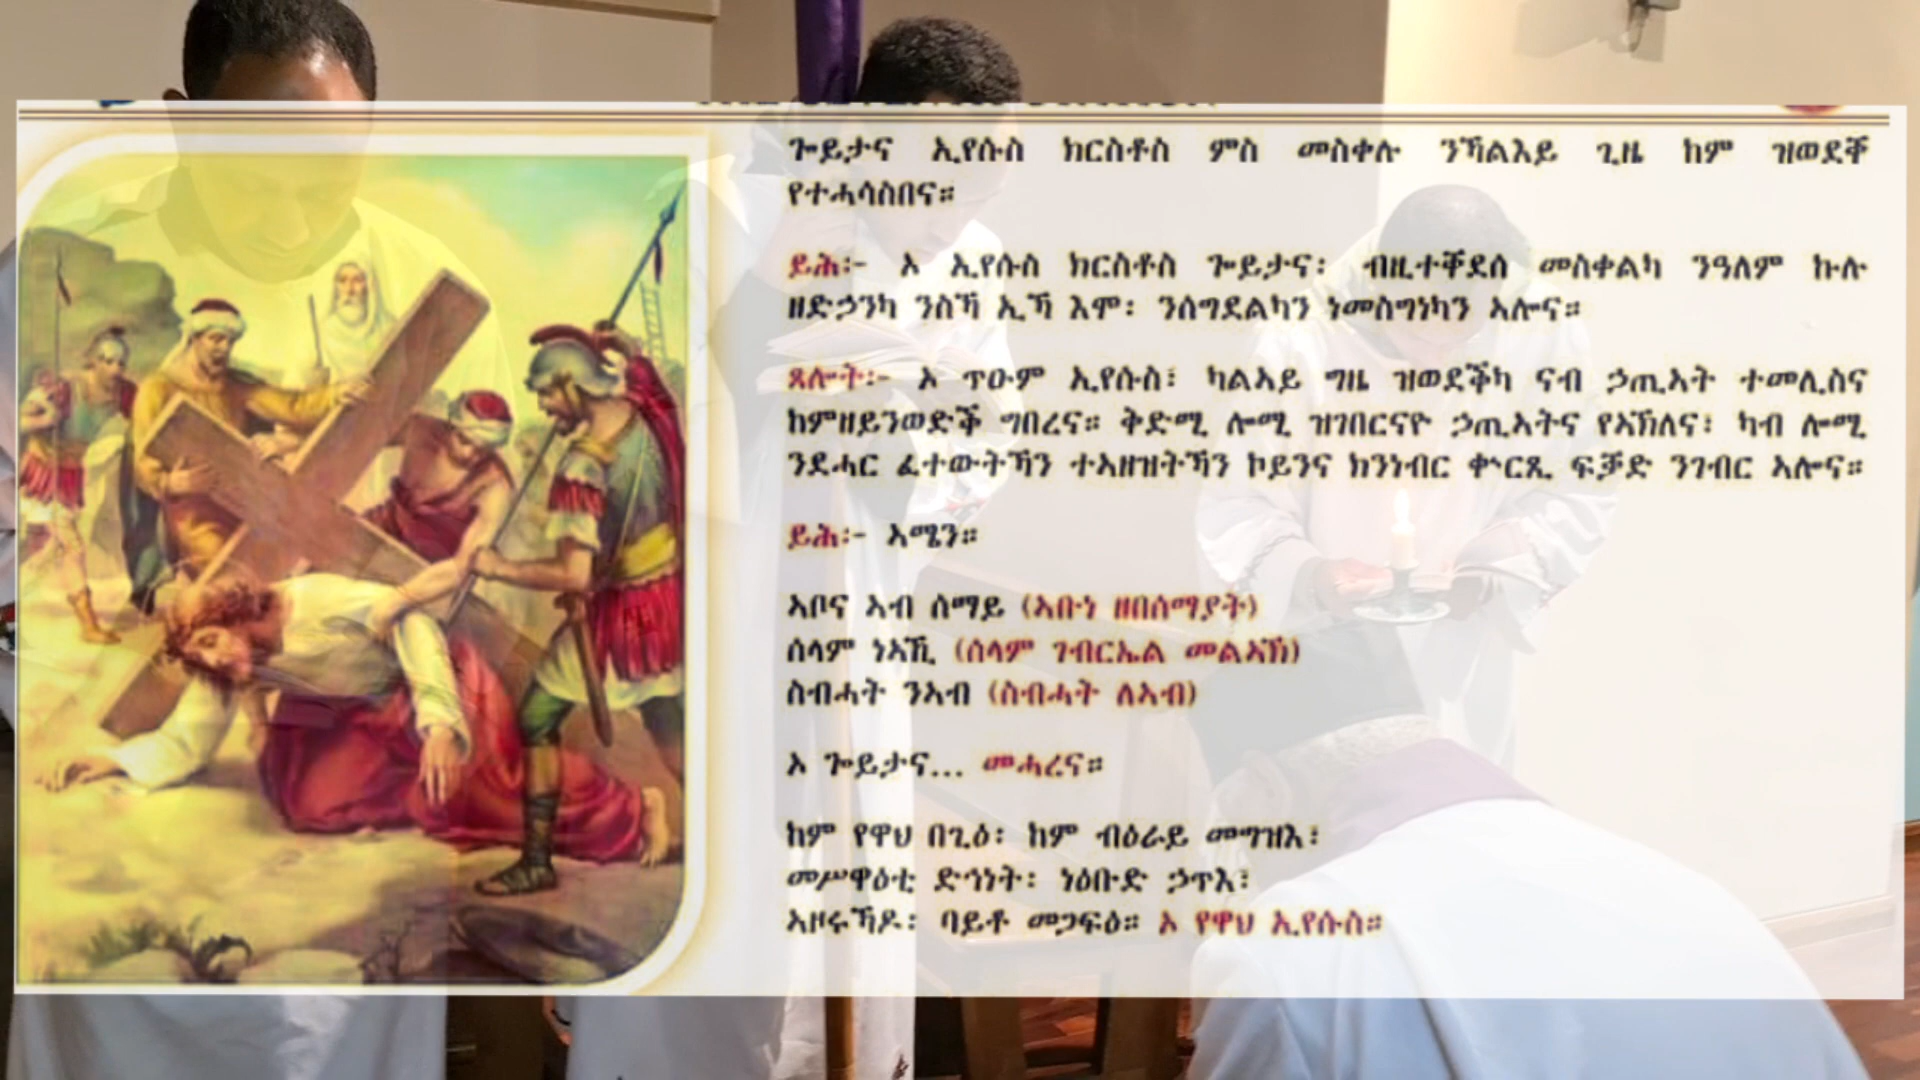 ጐይታና ኢየሱስ ክርስቶስ ምስ መስቀሉ ንኻልእይ ጊዜ ከም ዝወደቐ
የተሓሳስበና።
ይሕ፡- ኦ ኢየሱስ ክርስቶስ ጐይታና፡ ብዚተቐደሰ መስቀልካ ንዓለም ኩሉ
ዘድኃንካ ንስኻ ኢኻ እሞ፡ ንሰግደልካን ነመስግነካን ኣሎና።
ጸሎት፡- ኦ ጥዑም ኢየሱስ፡ ካልኣይ ግዜ ዝወደቕካ ናብ ኃጢኣት ተመሊስና
ከምዘይንወድቕ ግበረና። ቅድሚ ሎሚ ዝገበርናዮ ኃጢኣትና የኣኽለና፡ ካብ ሎሚ
ንደሓር ፈተውትኻን ተኣዘዝትኻን ኮይንና ክንነብር ቍርጺ ፍቓድ ንገብር ኣሎና።
ይሕ፡- ኣሜን።
ኣቦና ኣብ ሰማይ (ኣቡነ ዘበሰማያት)
ሰላም ነኣኺ (ሰላም ገብርኤል መልኣኽ)
ስብሓት ንኣብ (ስብሓት ለኣብ)
ኦ ጐይታና... መሓረና።
ከም የዋህ በጊዕ፡ ከም ብዕራይ መግዝእ፡
መሥዋዕቲ ድኅነት፡ ነዕቡድ ኃጥእ፡
ኣዞሩኻዶ፡ ባይቶ መጋፍዕ። ኦ የዋህ ኢየሱስ።